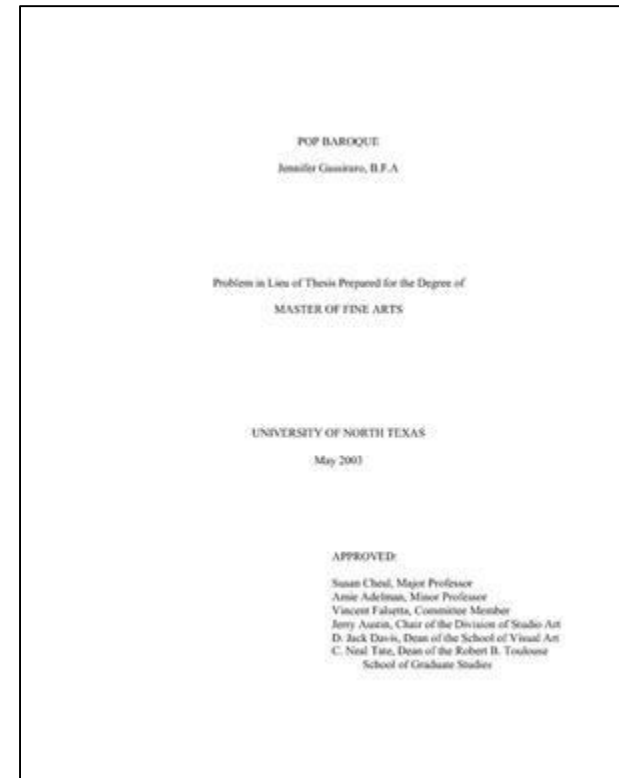 POP BAROQUE
Jennifer B.F.A
Problem in Lieu of Thesis Prepared for the Degree of
MASTER OF FINE ARTS
UNIVERSITY OF NORTH TEXAS
May 2003
APPROVED:
Susan Cheal, Major Professor
Amie Adelman, Minor Professor
Vincent Falsetta, Committee Member
Jerry Austin, Chair of the Division of Studio Art
D. Jack Davis, Dean of the School of Visual Art
C. Neal Tate, Dean of the Robert B. Toulouse
School of Graduate Studies